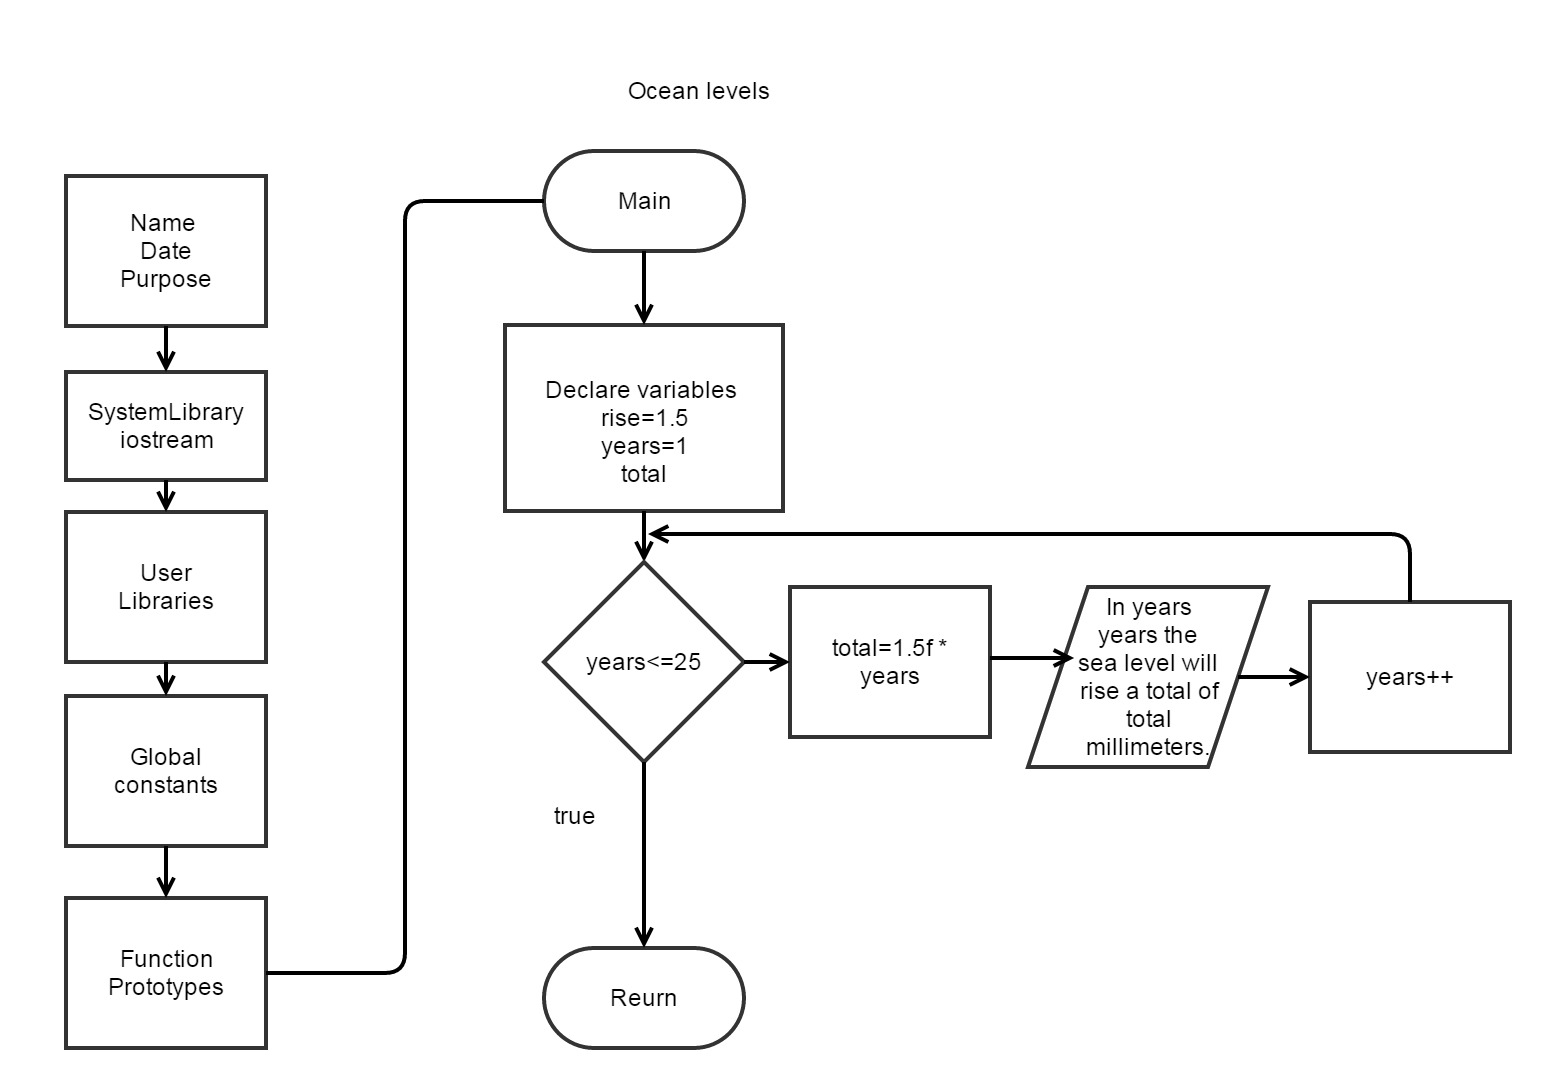 Ocean levels
Name
Date
Purpose
SystemLibrary
iostream
User
Libraries
Global
constants
Function
Prototypes
Main
Declare variables
rise=1.5
years=1
total
years<=25
total=1.5f *
years
In years
years the
sea level will
rise a total of
total
millimeters.
years++
true
Reurn